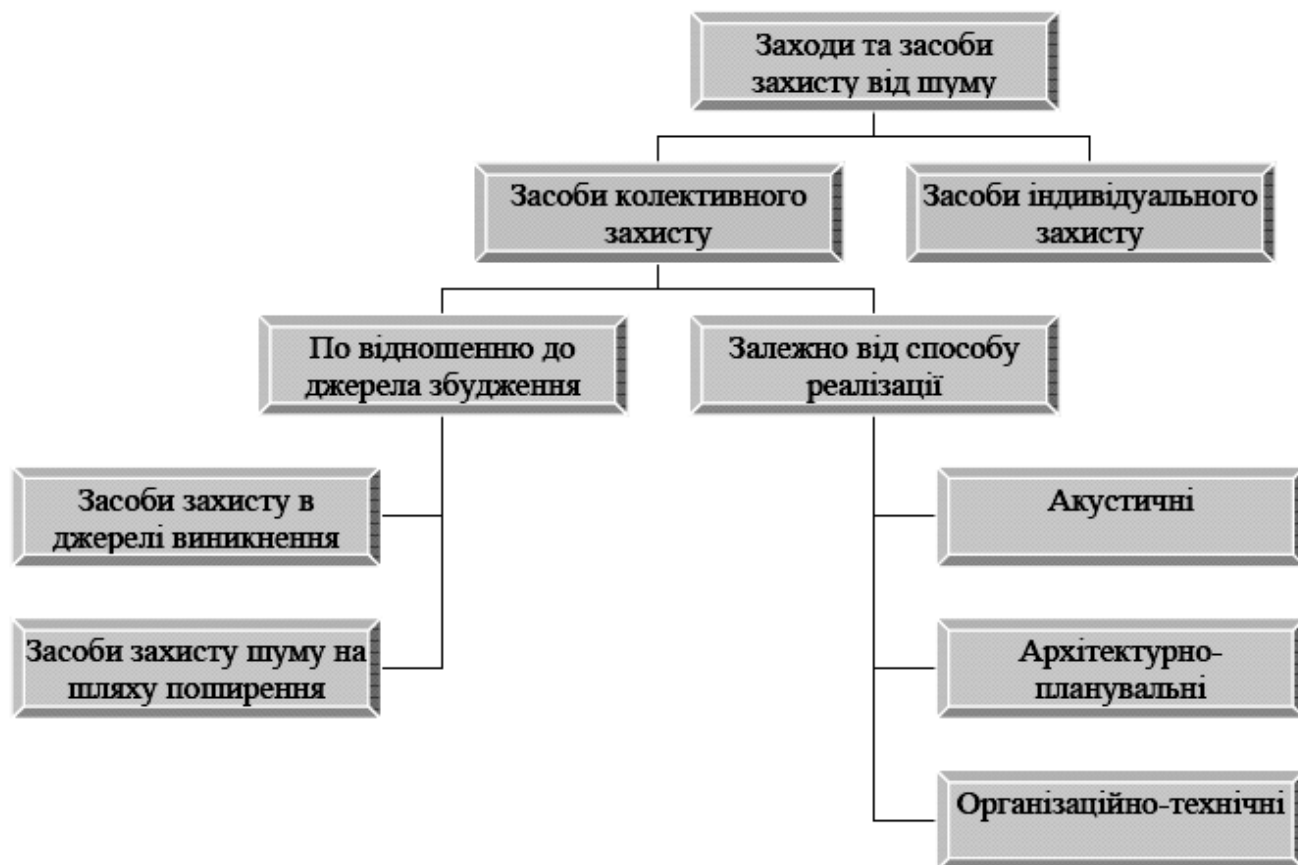 Заходи та засоби
захисту від шуму
Засоби колективного
захисту
Засоби індивідуального
захисту
По відношенню до
джерела збудження
Залежно від способу
реалізації
Засоби захисту в
джерелі виникнення
Засоби захисту шуму на
шляху поширення
Акустичні
Архітектурно-
планувальні
Організаційно-технічні